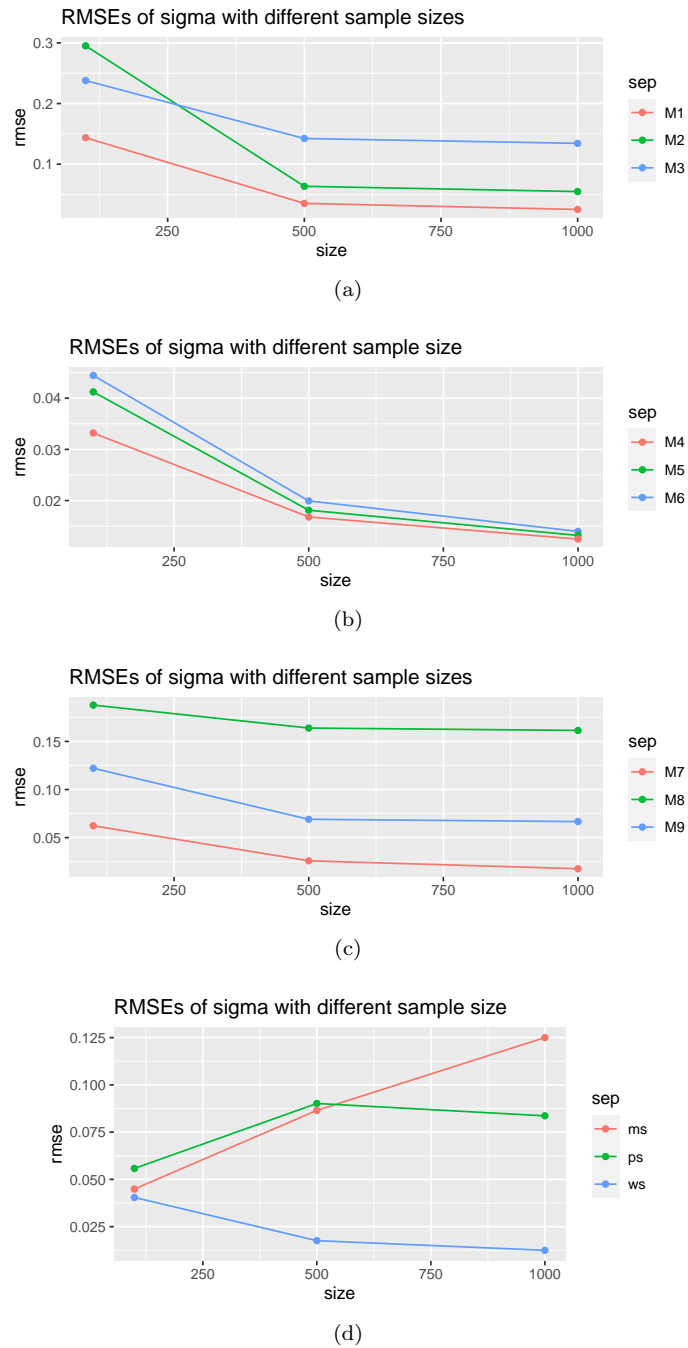 RMSEs of sigma with different sample sizes
0.3
0.2
0.1
rmse
250
500
750
1000
size
sep
M1
M2
M3
(a)
RMSEs of sigma with different sample size
0.04
0.03
0.02
rmse
250
500
750
1000
size
sep
M4
M5
M6
(b)
RMSEs of sigma with different sample sizes
0.15
0.10
0.05
rmse
250
500
750
1000
size
sep
M7
M8
M9
(c)
RMSEs of sigma with different sample size
0.125
0.100
0.075
0.050
0.025
rmse
250
500
750
1000
size
sep
ms
ps
ws
(d)